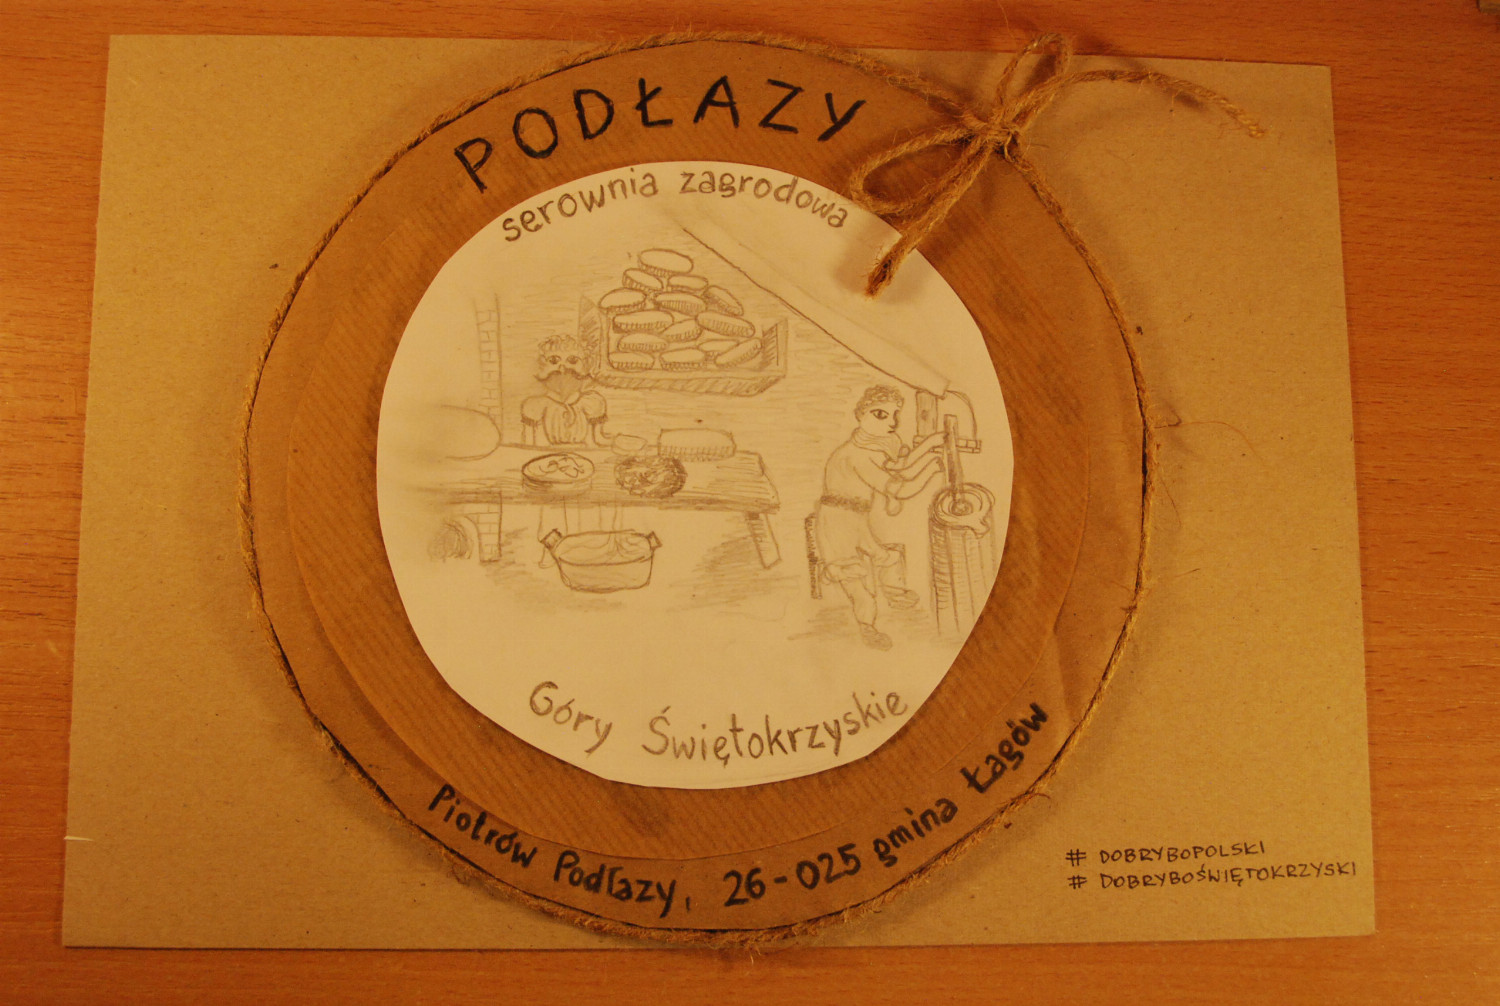 PODŁAZY
serownia zagrodowa
Góry Świętokrzyskie
Piotrów Podłazy, 26-025 gmina Łagów
# DOBRYBOPOLSKI
# DOBRYBOŚWIĘTOKRZYSKI